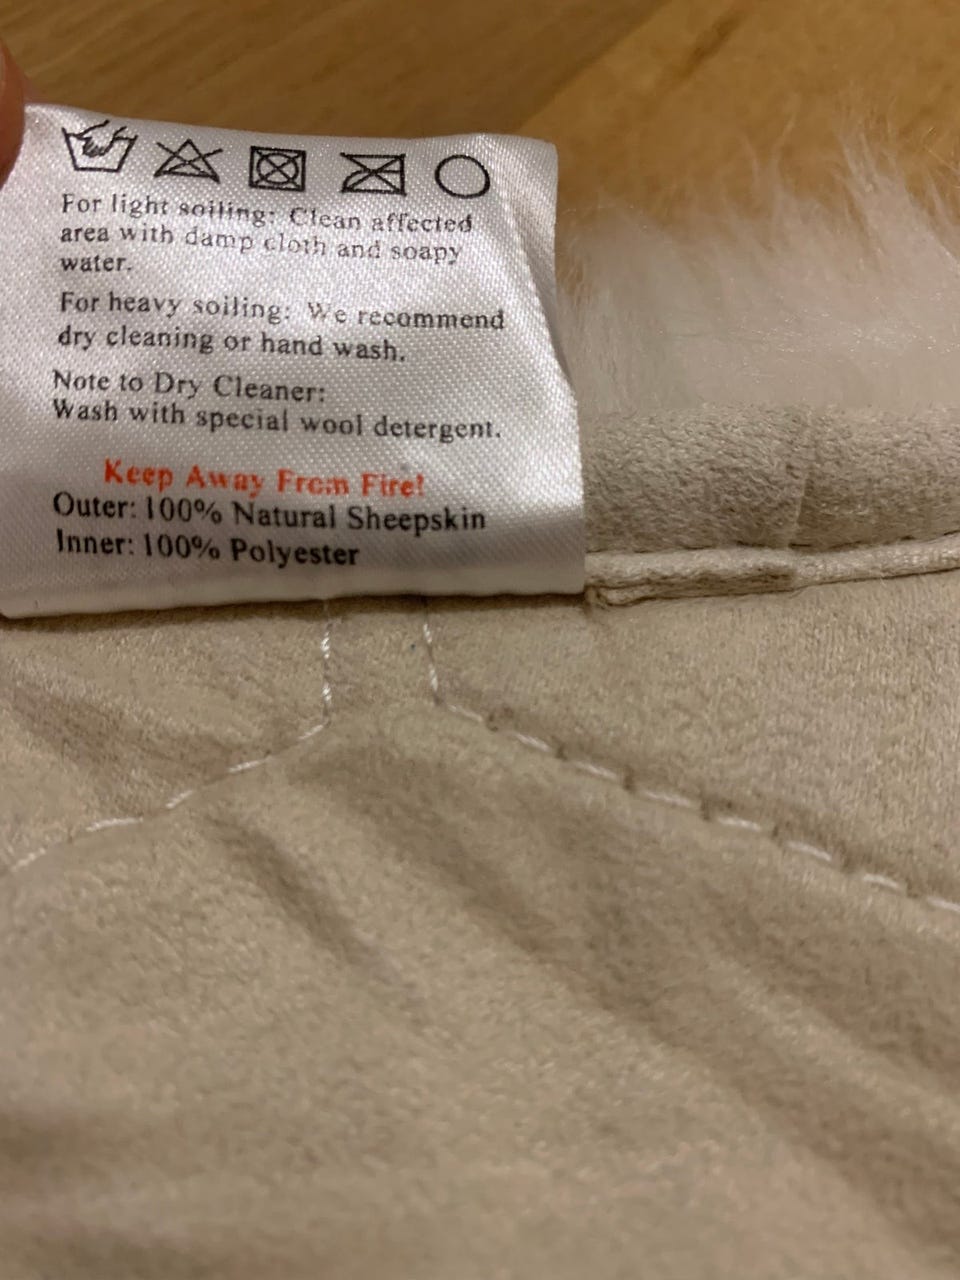 For light soiling: Clean affected
area with damp cloth and soapy
water.
For heavy soiling: We recommend
dry cleaning or hand wash.
Note to Dry Cleaner:
Wash with special wool detergent.
Keep Away From Fire!
Outer: 100% Natural Sheepskin
Inner: 100% Polyester